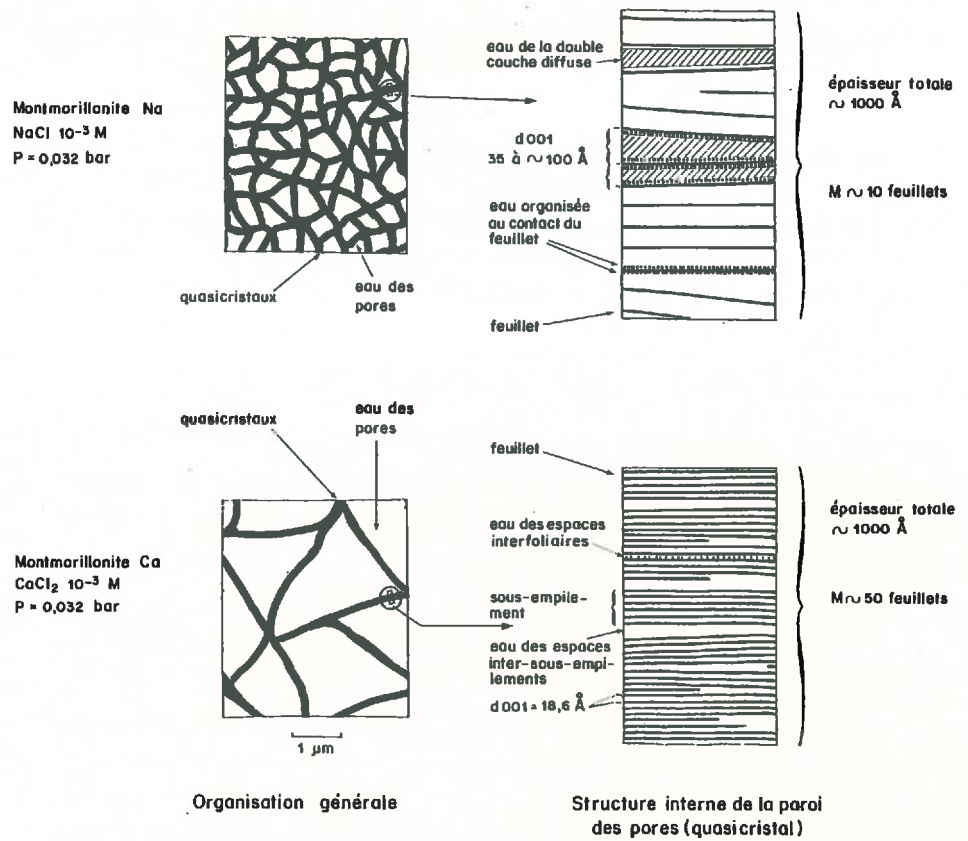 Montmorillonite Na
NaCl 10⁻³ M
P = 0,032 bar
quasicristaux
eau des
pores
eau de la double
couche diffuse
d 001
35 à ~ 100 Å
eau organisée
au contact du
feuillet
feuillet
épaisseur totale
~ 1000 Å
M ~ 10 feuillets
Montmorillonite Ca
CaCl₂ 10⁻³ M
P = 0,032 bar
quasicristaux
eau des
pores
1 µm
feuillet
eau des espaces
interfoliaires
sous-empile-
ment
eau des espaces
inter-sous-empi-
lements
d 001 = 18,6 Å
épaisseur totale
~ 1000 Å
M ~ 50 feuillets
Organisation générale
Structure interne de la paroi
des pores (quasicristal)